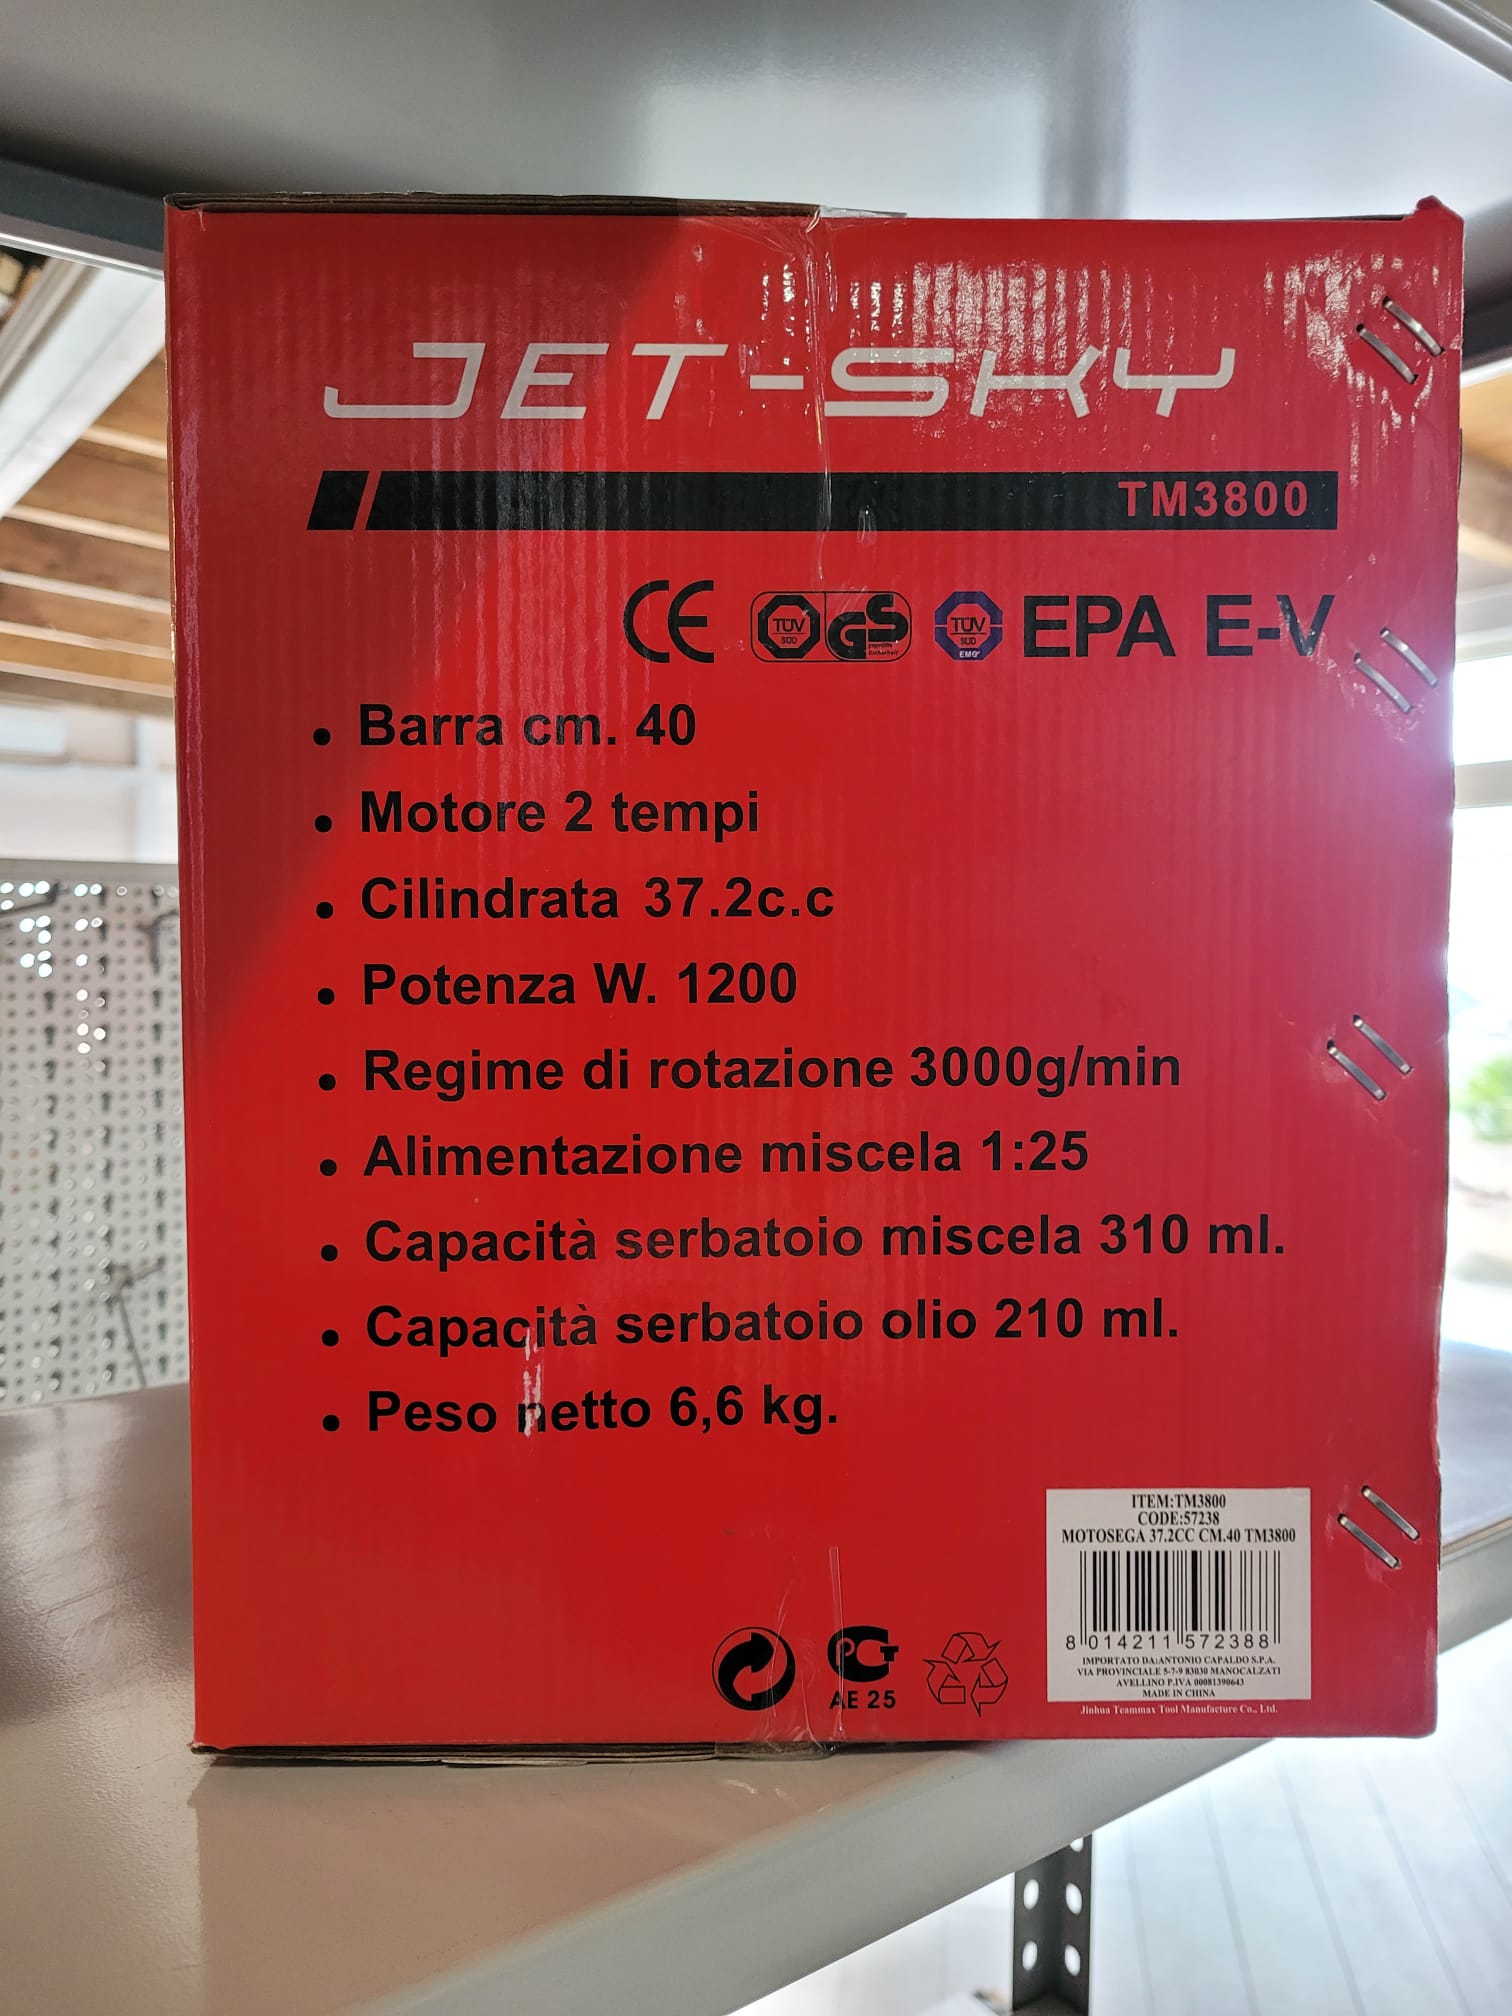 JET-SKY
TM3800
CE TÜV SÜD GS geprüfte Sicherheit TÜV SÜD EMC EPA E-V
• Barra cm. 40
• Motore 2 tempi
• Cilindrata 37.2c.c
• Potenza W. 1200
• Regime di rotazione 3000g/min
• Alimentazione miscela 1:25
• Capacità serbatoio miscela 310 ml.
• Capacità serbatoio olio 210 ml.
• Peso netto 6,6 kg.
ITEM:TM3800
CODE:57238
MOTOSEGA 37.2CC CM.40 TM3800
8 014211 572388
IMPORTATO DA:ANTONIO CAPALDO S.P.A.
VIA PROVINCIALE 5-7-9 83030 MANOCALZATI
AVELLINO P.IVA 00081390643
MADE IN CHINA
Jinhua Teammax Tool Manufacture Co., Ltd.
PCT
AE 25